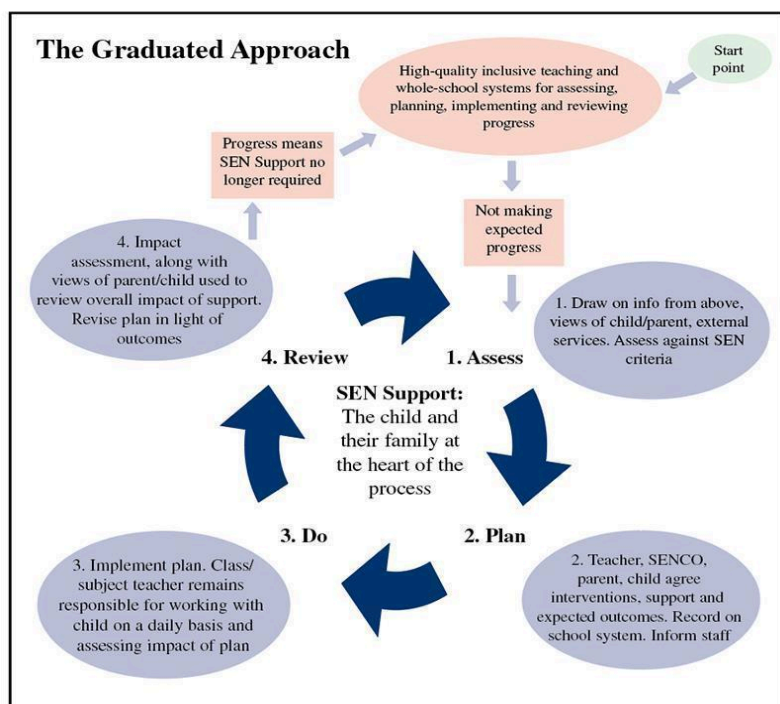 The Graduated Approach
Start
point
High-quality inclusive teaching and
whole-school systems for assessing,
planning, implementing and reviewing
progress
Progress means
SEN Support no
longer required
Not making
expected
progress
4. Impact
assessment, along with
views of parent/child used to
review overall impact of support.
Revise plan in light of
outcomes
1. Draw on info from above,
views of child/parent, external
services. Assess against SEN
criteria
4. Review
1. Assess
SEN Support:
The child and
their family at
the heart of the
process
3. Do
2. Plan
3. Implement plan. Class/
subject teacher remains
responsible for working with
child on a daily basis and
assessing impact of plan
2. Teacher, SENCO,
parent, child agree
interventions, support and
expected outcomes. Record on
school system. Inform staff